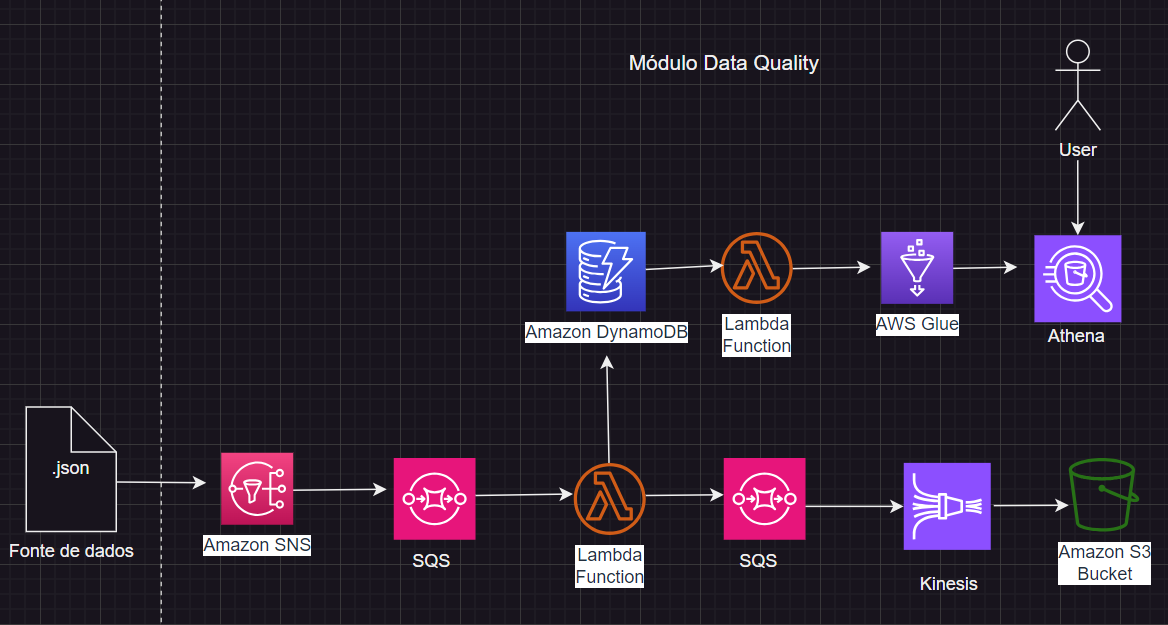 Módulo Data Quality
User
Amazon DynamoDB
Lambda
Function
AWS Glue
Athena
.json
Fonte de dados
Amazon SNS
SQS
Lambda
Function
SQS
Kinesis
Amazon S3
Bucket